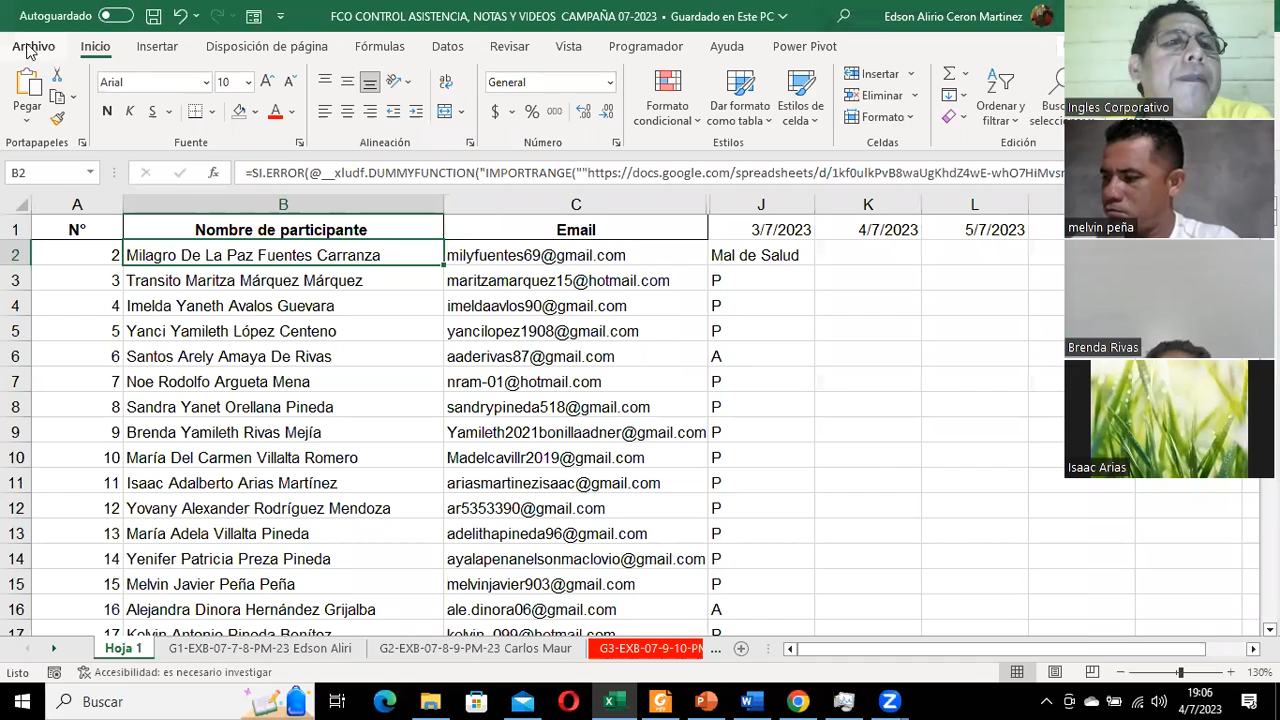 Autoguardado FCO CONTROL ASISTENCIA, NOTAS Y VIDEOS CAMPAÑA 07-2023 • Guardado en Este PC Edson Alirio Ceron Martinez
Archivo Inicio Insertar Disposición de página Fórmulas Datos Revisar Vista Programador Ayuda Power Pivot
Pegar Arial 10 General Formato condicional Dar formato como tabla Estilos de celda Insertar Eliminar Formato Ordenar y filtrar
N K S $ % 000
Portapapeles Fuente Alineación Número Estilos Celdas Edición
B2 fx =SI.ERROR(@__xludf.DUMMYFUNCTION("IMPORTRANGE(""https://docs.google.com/spreadsheets/d/
A B C J K L
1 N° Nombre de participante Email 3/7/2023 4/7/2023 5/7/2023
2 2 Milagro De La Paz Fuentes Carranza milyfuentes69@gmail.com Mal de Salud
3 3 Transito Maritza Márquez Márquez maritzamarquez15@hotmail.com P
4 4 Imelda Yaneth Avalos Guevara imeldaavlos90@gmail.com P
5 5 Yanci Yamileth López Centeno yancilopez1908@gmail.com P
6 6 Santos Arely Amaya De Rivas aaderivas87@gmail.com A
7 7 Noe Rodolfo Argueta Mena nram-01@hotmail.com P
8 8 Sandra Yanet Orellana Pineda sandrypineda518@gmail.com P
9 9 Brenda Yamileth Rivas Mejía Yamileth2021bonillaadner@gmail.com P
10 10 María Del Carmen Villalta Romero Madelcavillr2019@gmail.com P
11 11 Isaac Adalberto Arias Martínez ariasmartinezisaac@gmail.com P
12 12 Yovany Alexander Rodríguez Mendoza ar5353390@gmail.com P
13 13 María Adela Villalta Pineda adelithapineda96@gmail.com P
14 14 Yenifer Patricia Preza Pineda ayalapenanelsonmaclovio@gmail.com P
15 15 Melvin Javier Peña Peña melvinjavier903@gmail.com P
16 16 Alejandra Dinora Hernández Grijalba ale.dinora06@gmail.com A
17 17 Kelvin Antonio Pineda Benítez kelvin_099@hotmail.com P
Hoja 1 G1-EXB-07-7-8-PM-23 Edson Aliri G2-EXB-07-8-9-PM-23 Carlos Maur G3-EXB-07-9-10-PM ...
Listo Accesibilidad: es necesario investigar 130%
Buscar 19:06
4/7/2023
Ingles Corporativo
melvin peña
Brenda Rivas
Isaac Arias